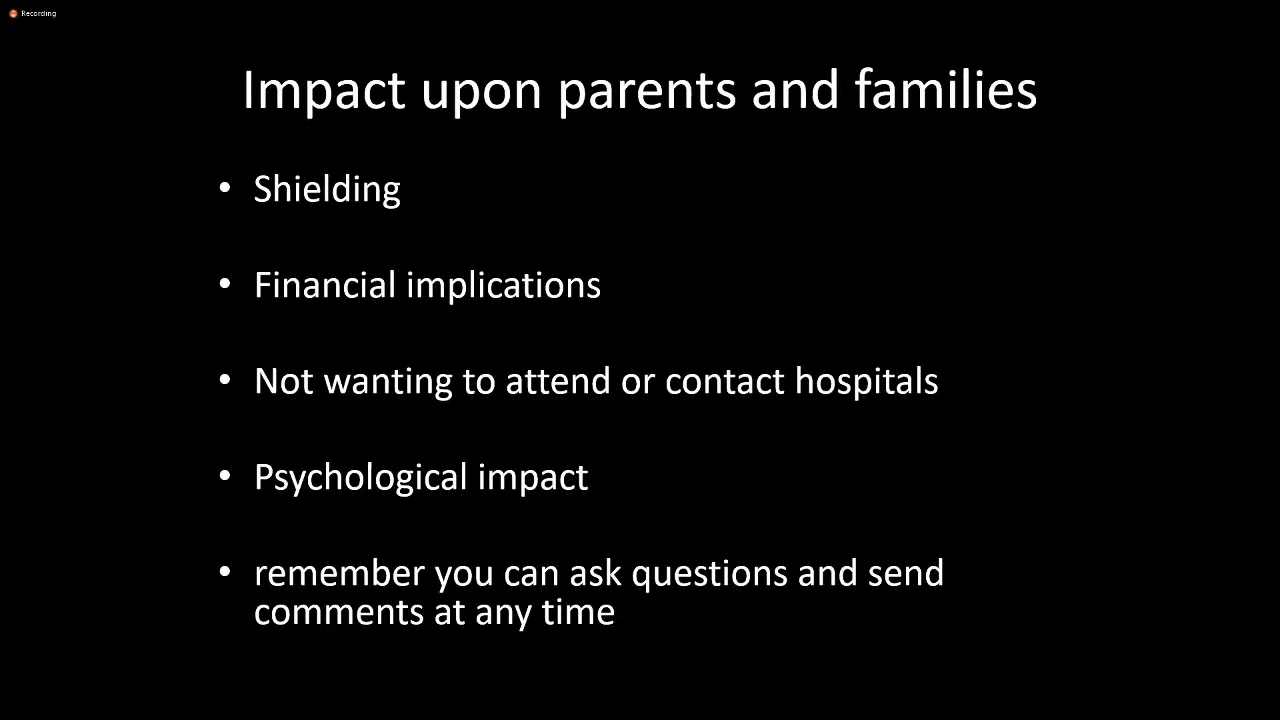 Recording
Impact upon parents and families
• Shielding
• Financial implications
• Not wanting to attend or contact hospitals
• Psychological impact
• remember you can ask questions and send
comments at any time